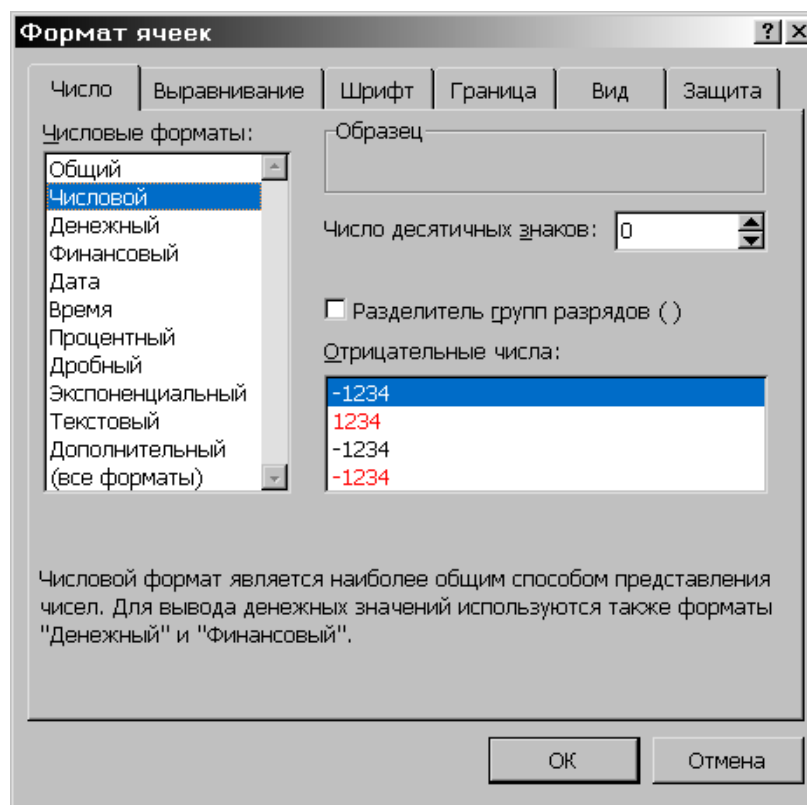 Формат ячеек
Число Выравнивание Шрифт Граница Вид Защита
Числовые форматы:
Общий
Числовой
Денежный
Финансовый
Дата
Время
Процентный
Дробный
Экспоненциальный
Текстовый
Дополнительный
(все форматы)
Образец
Число десятичных знаков: 0
Разделитель групп разрядов ( )
Отрицательные числа:
-1234
1234
-1234
-1234
Числовой формат является наиболее общим способом представления
чисел. Для вывода денежных значений используются также форматы
"Денежный" и "Финансовый".
ОК Отмена